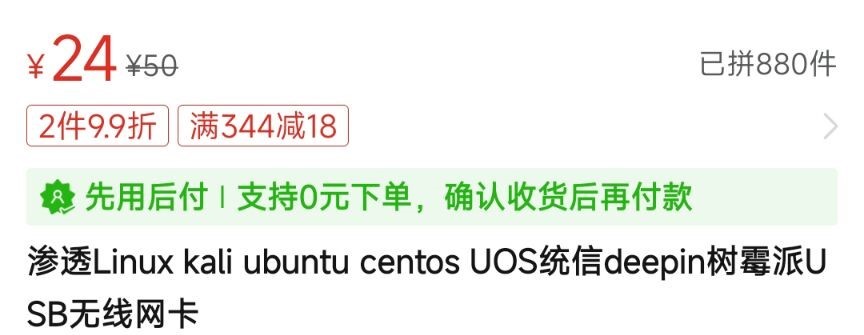 ¥24 ¥50 已拼880件
2件9.9折 满344减18
先用后付 | 支持0元下单，确认收货后再付款
渗透Linux kali ubuntu centos UOS统信deepin树霉派U
SB无线网卡